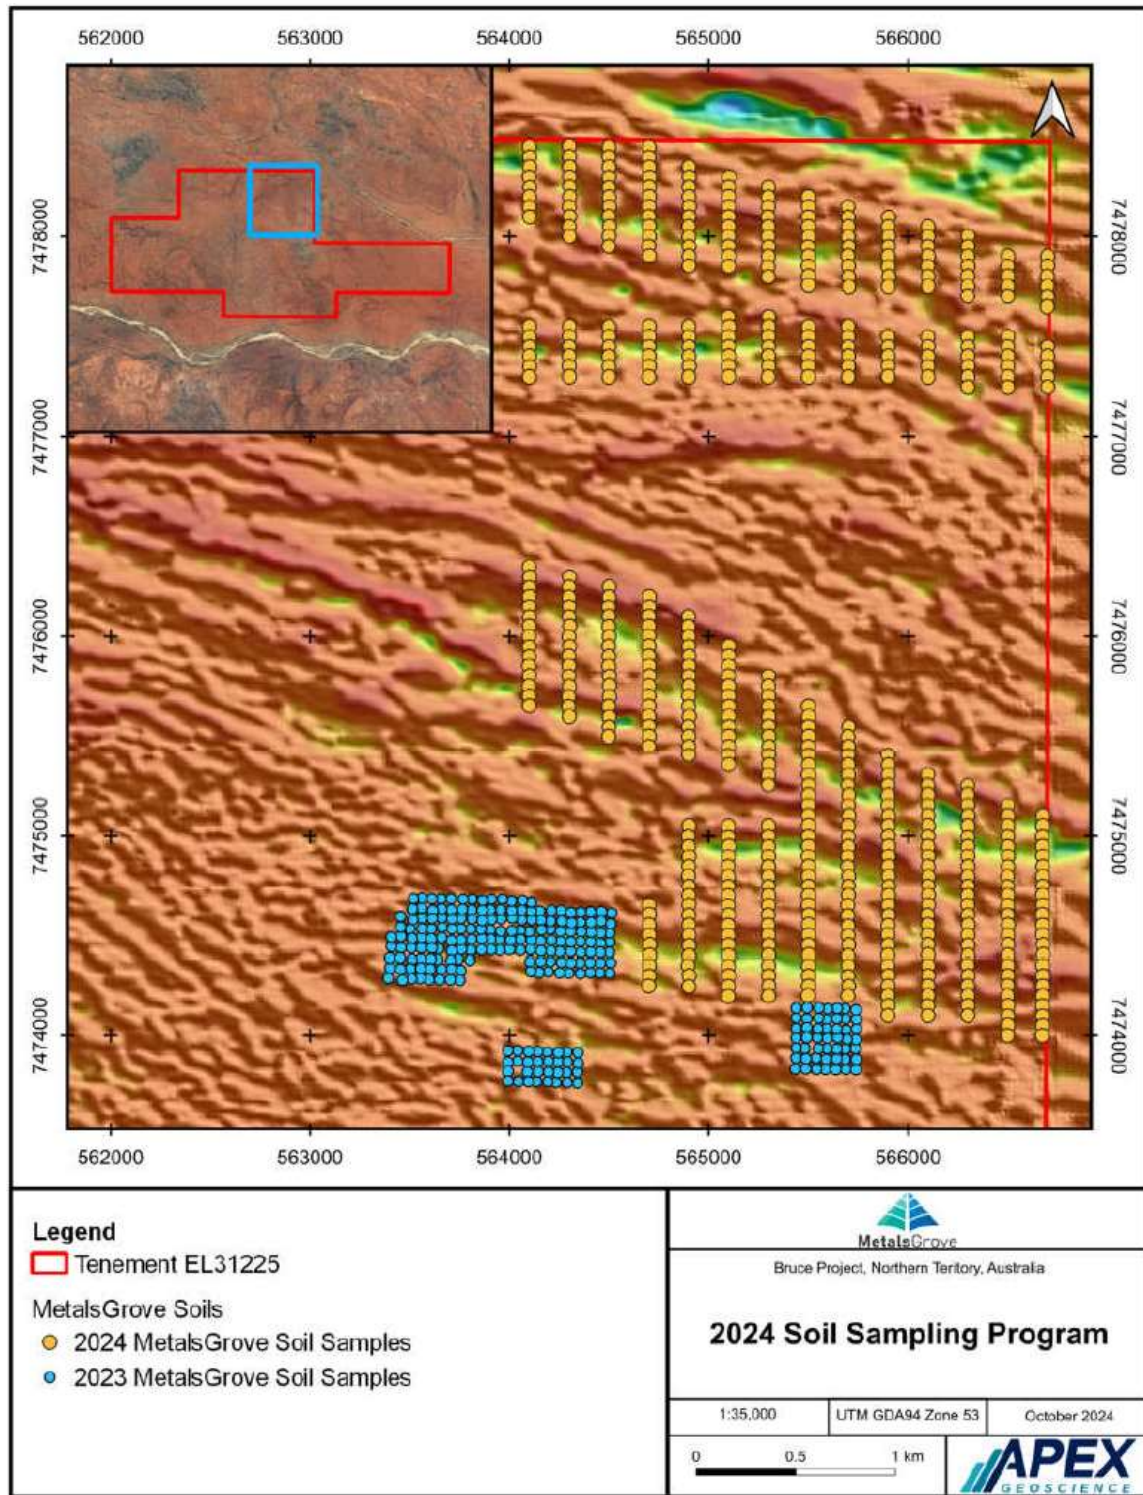 562000 563000 564000 565000 566000
7478000 7478000
7477000 7477000
7476000 7476000
7475000 7475000
7474000 7474000
562000 563000 564000 565000 566000
Legend
Tenement EL31225
MetalsGrove Soils
2024 MetalsGrove Soil Samples
2023 MetalsGrove Soil Samples
MetalsGrove
Bruce Project, Northern Teritory, Australia
2024 Soil Sampling Program
1:35,000 UTM GDA94 Zone 53 October 2024
0 0.5 1 km
APEX
GEOSCIENCE